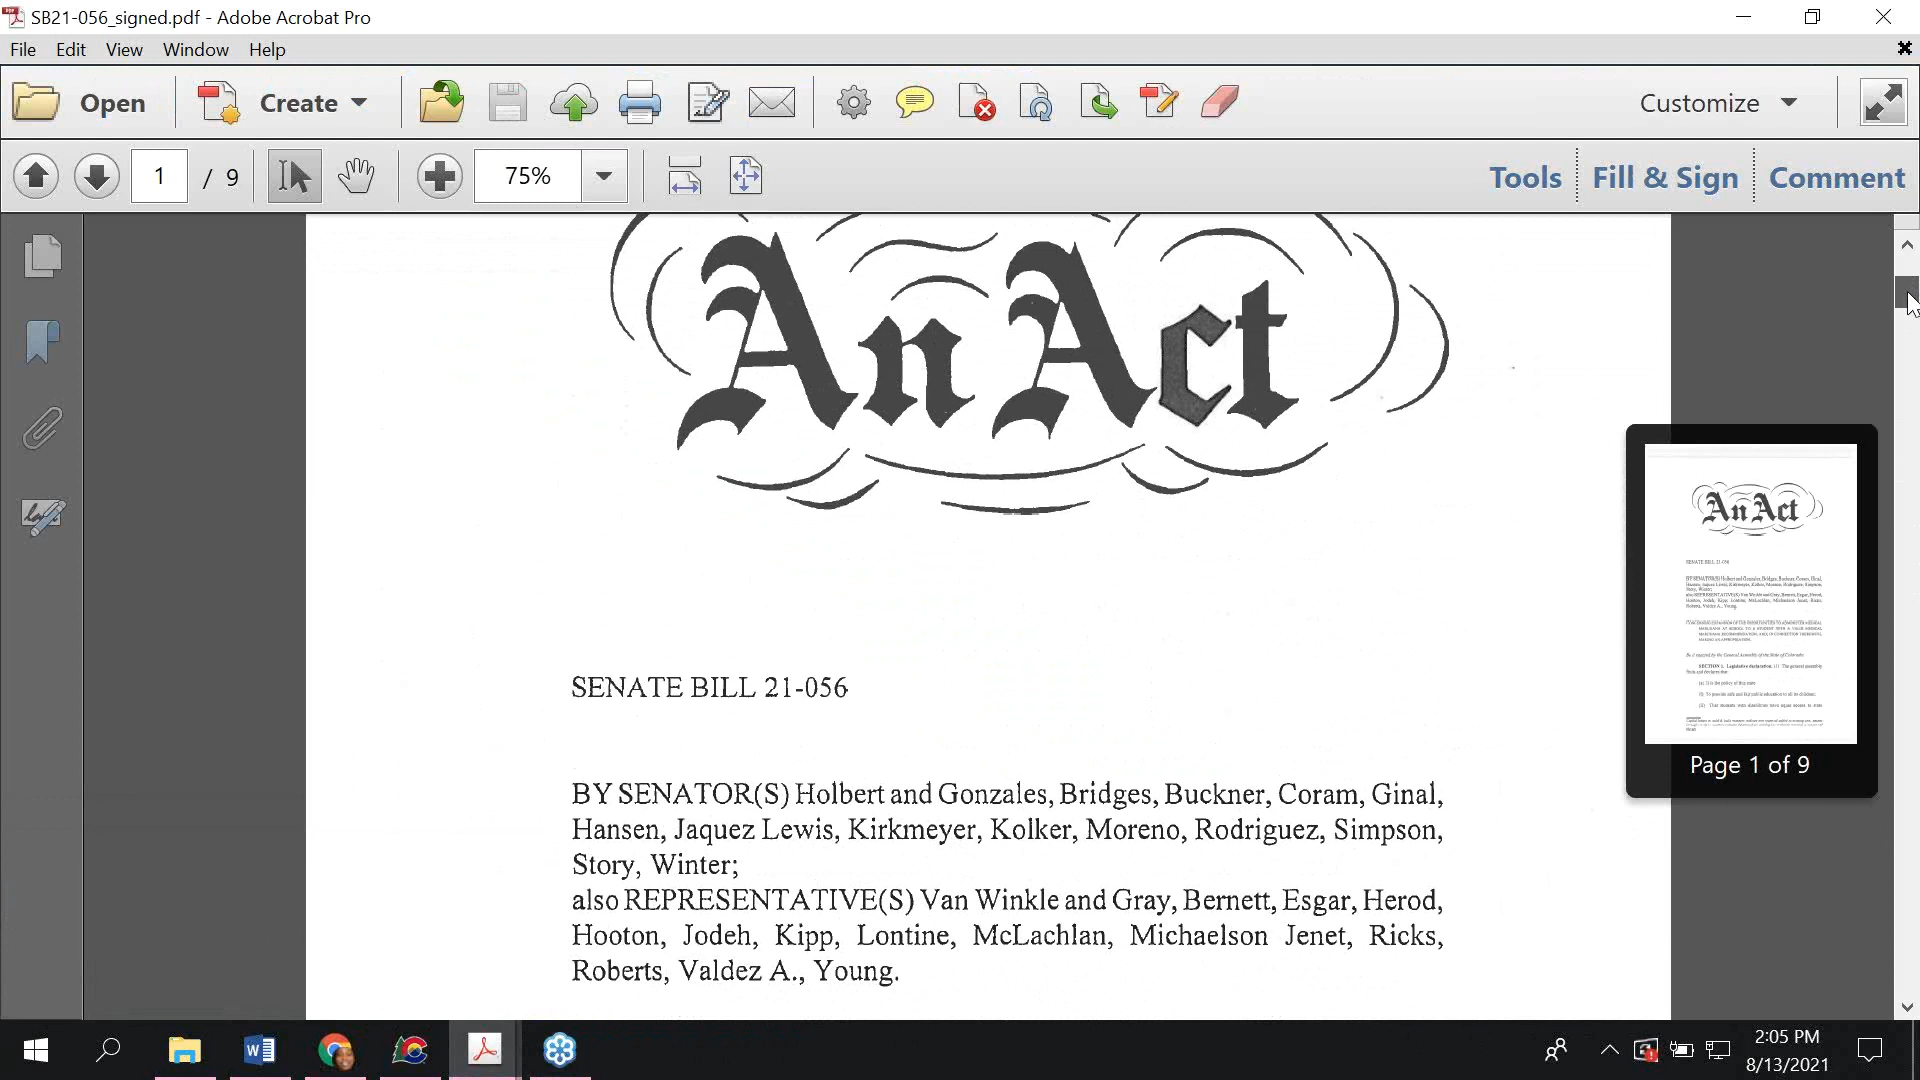 SB21-056_signed.pdf - Adobe Acrobat Pro
File Edit View Window Help
Open Create Customize
1 / 9 75% Tools Fill & Sign Comment
An Act
SENATE BILL 21-056
BY SENATOR(S) Holbert and Gonzales, Bridges, Buckner, Coram, Ginal,
Hansen, Jaquez Lewis, Kirkmeyer, Kolker, Moreno, Rodriguez, Simpson,
Story, Winter;
also REPRESENTATIVE(S) Van Winkle and Gray, Bernett, Esgar, Herod,
Hooton, Jodeh, Kipp, Lontine, McLachlan, Michaelson Jenet, Ricks,
Roberts, Valdez A., Young.
An Act
SENATE BILL 21-056
Page 1 of 9
2:05 PM
8/13/2021